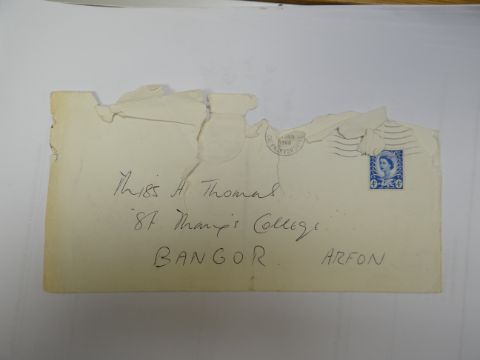 Miss A Thomas
St Mary's College
BANGOR. ARFON